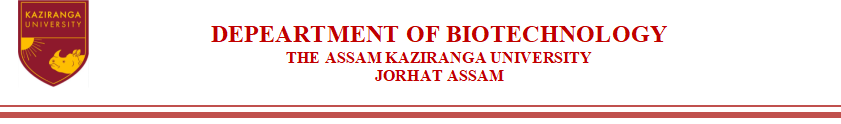 KAZIRANGA
UNIVERSITY
DEPEARTMENT OF BIOTECHNOLOGY
THE ASSAM KAZIRANGA UNIVERSITY
JORHAT ASSAM